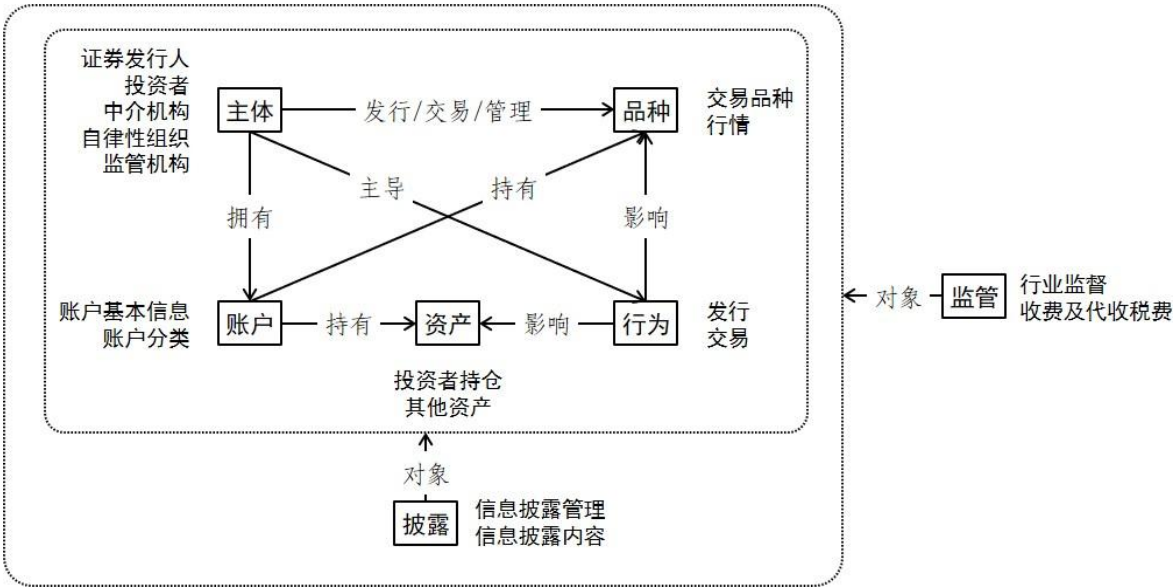 证券发行人
投资者
中介机构
自律性组织
监管机构
主体
发行/交易/管理
品种
交易品种
行情
主导
持有
拥有
影响
账户基本信息
账户分类
账户
持有
资产
影响
行为
发行
交易
投资者持仓
其他资产
对象
监管
行业监督
收费及代收税费
对象
披露
信息披露管理
信息披露内容